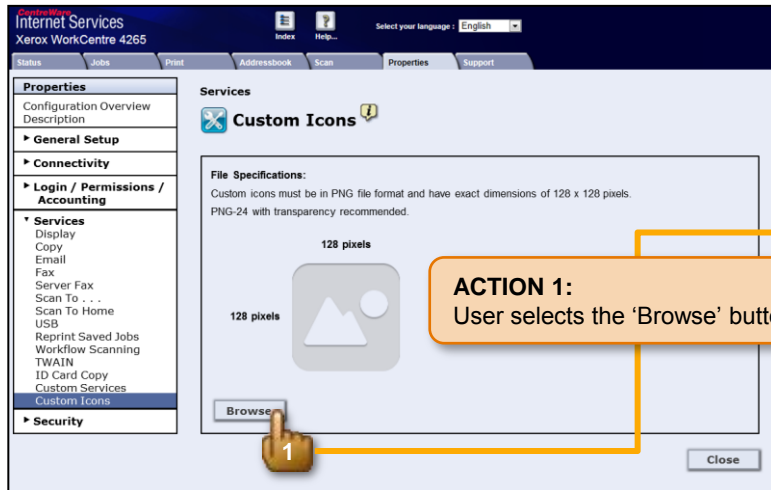 CentreWare
Internet Services
Xerox WorkCentre 4265
Index
Help...
Select your language : English
Status
Jobs
Print
Addressbook
Scan
Properties
Support
Properties
Configuration Overview
Description
General Setup
Connectivity
Login / Permissions /
Accounting
Services
Display
Copy
Email
Fax
Server Fax
Scan To . . .
Scan To Home
USB
Reprint Saved Jobs
Workflow Scanning
TWAIN
ID Card Copy
Custom Services
Custom Icons
Security
Services
Custom Icons
File Specifications:
Custom icons must be in PNG file format and have exact dimensions of 128 x 128 pixels.
PNG-24 with transparency recommended.
128 pixels
128 pixels
ACTION 1:
User selects the ‘Browse’ butt
Browse
1
Close